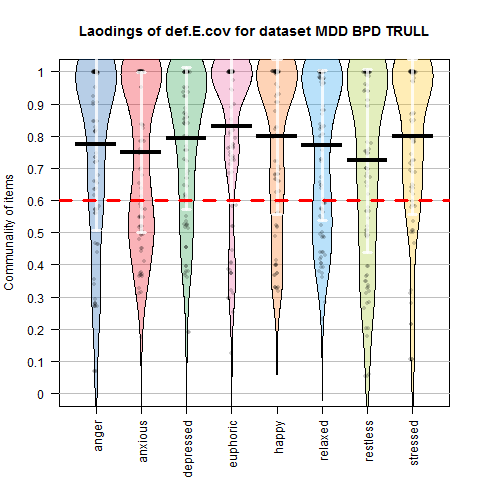 Laodings of def.E.cov for dataset MDD BPD TRULL
Communality of items
1
0.9
0.8
0.7
0.6
0.5
0.4
0.3
0.2
0.1
0
anger
anxious
depressed
euphoric
happy
relaxed
restless
stressed